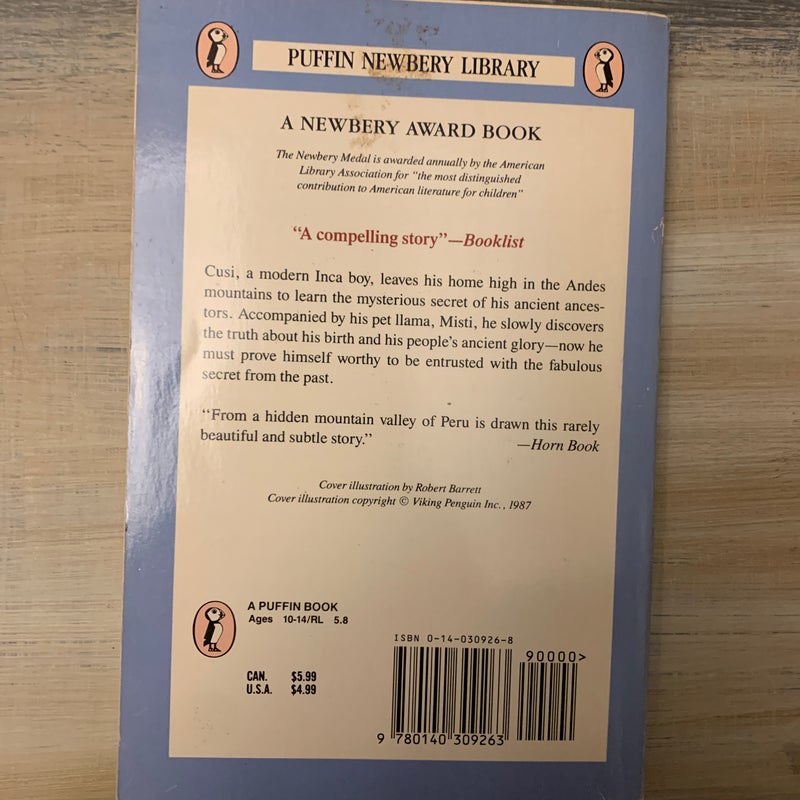 PUFFIN NEWBERY LIBRARY
A NEWBERY AWARD BOOK
The Newbery Medal is awarded annually by the American
Library Association for "the most distinguished
contribution to American literature for children"
“A compelling story”—Booklist
Cusi, a modern Inca boy, leaves his home high in the Andes
mountains to learn the mysterious secret of his ancient ances-
tors. Accompanied by his pet llama, Misti, he slowly discovers
the truth about his birth and his people's ancient glory—now he
must prove himself worthy to be entrusted with the fabulous
secret from the past.
“From a hidden mountain valley of Peru is drawn this rarely
beautiful and subtle story.” —Horn Book
Cover illustration by Robert Barrett
Cover illustration copyright © Viking Penguin Inc., 1987
A PUFFIN BOOK
Ages 10-14/RL 5.8
CAN. $5.99
U.S.A. $4.99
ISBN 0-14-030926-8
90000>
9 780140 309263